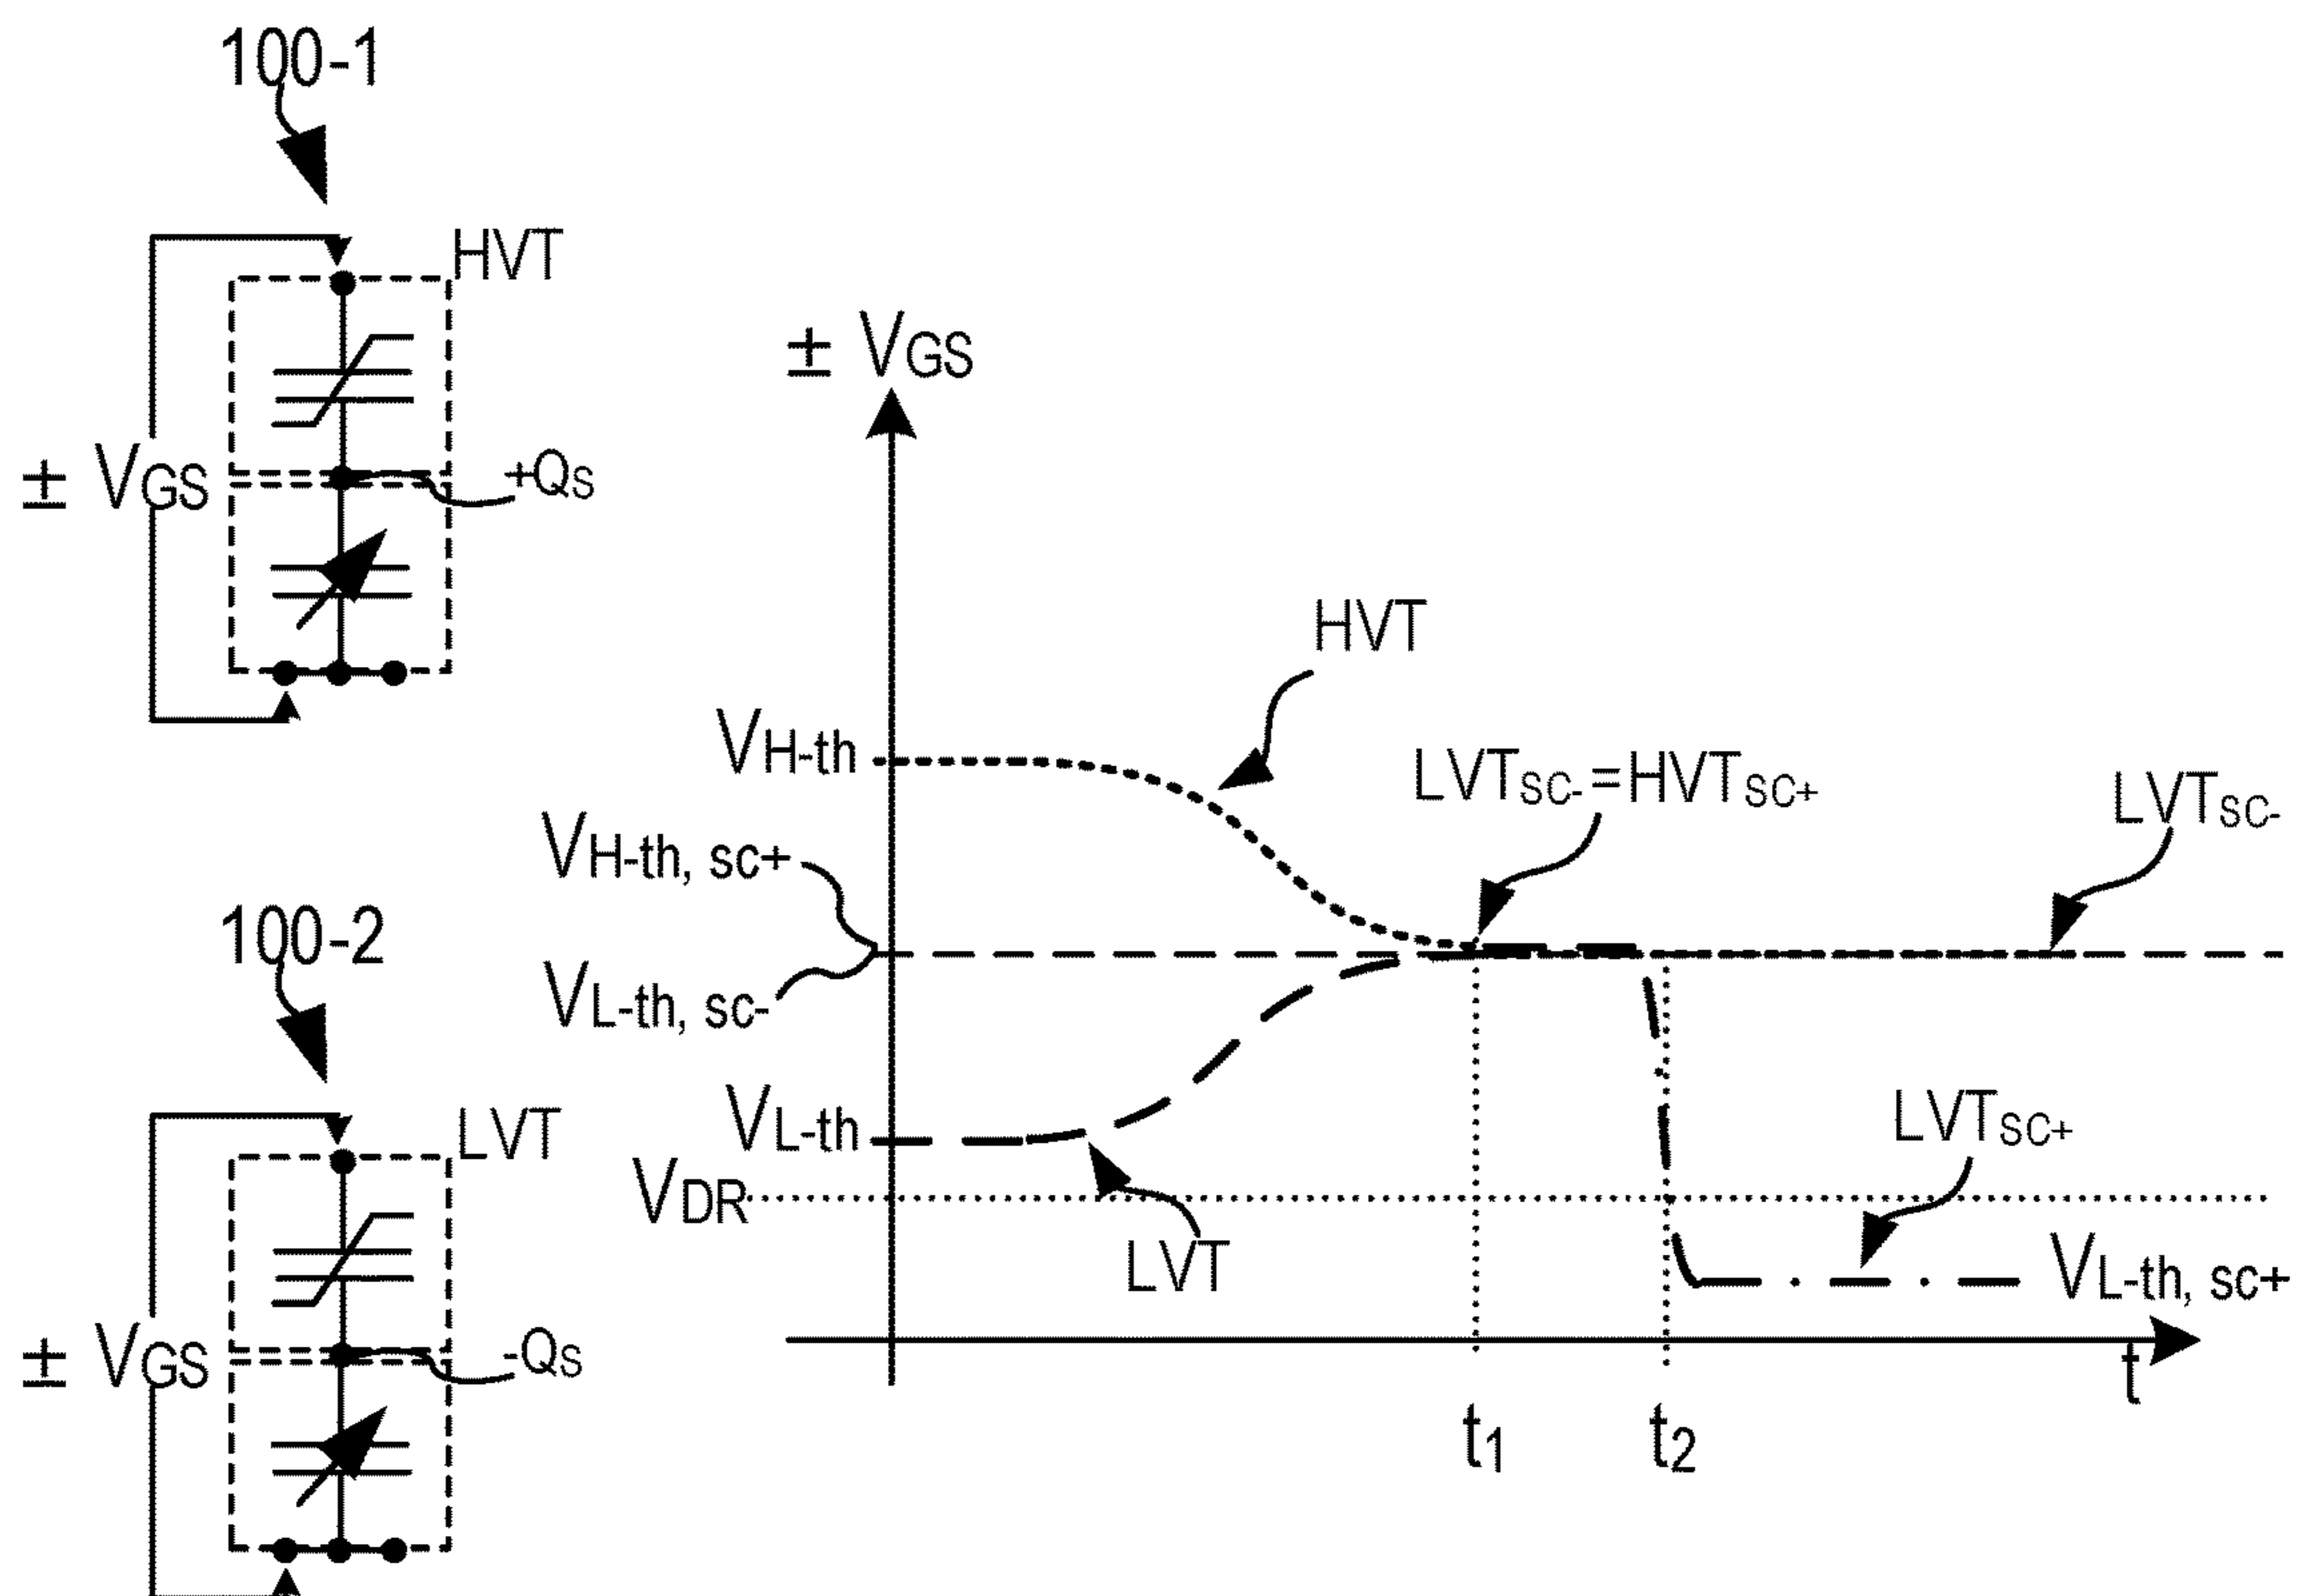 100-1
HVT
± VGS
+QS
100-2
LVT
± VGS
-QS
± VGS
HVT
VH-th
LVTSC-=HVTSC+
LVTSC-
VH-th, sc+
VL-th, sc-
VL-th
LVTSC+
VDR
LVT
VL-th, sc+
t
t1
t2